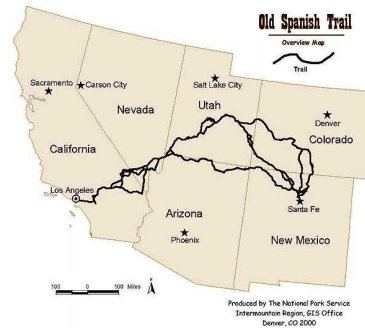 Old Spanish Trail
Overview Map
Trail
Sacramento
Carson City
Salt Lake City
Nevada
Utah
Denver
Colorado
California
Los Angeles
Santa Fe
Arizona
Phoenix
New Mexico
100 0 100 500 Miles N
Produced by The National Park Service
Intermountain Region, GIS Office
Denver, CO 2000